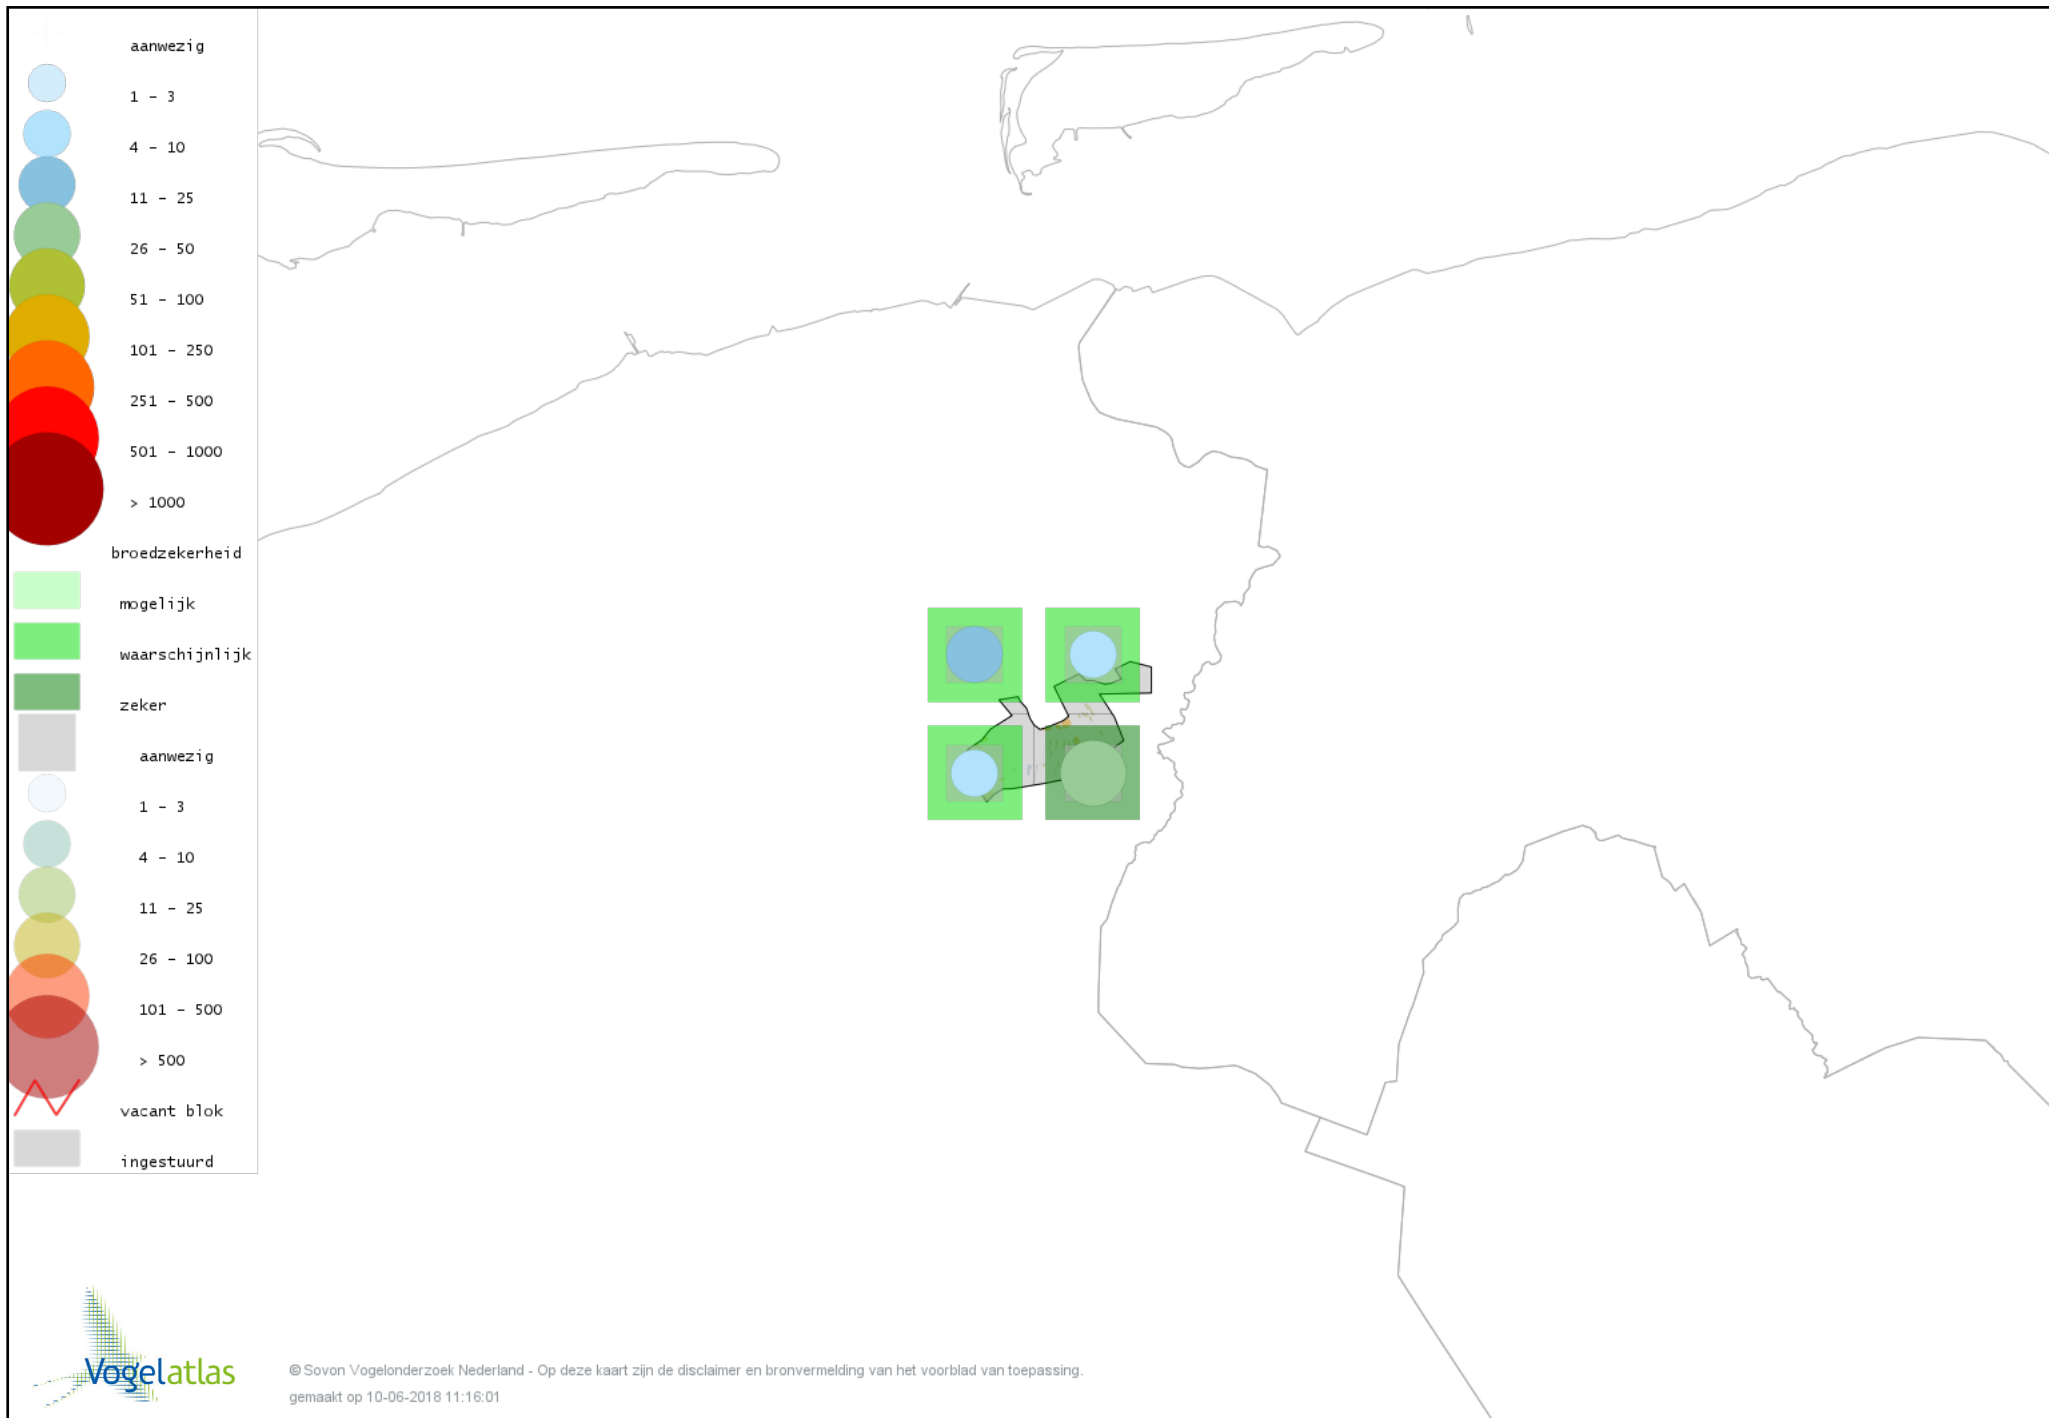 aanwezig
1 - 3
4 - 10
11 - 25
26 - 50
51 - 100
101 - 250
251 - 500
501 - 1000
> 1000
broedzekerheid
mogelijk
waarschijnlijk
zeker
aanwezig
1 - 3
4 - 10
11 - 25
26 - 100
101 - 500
> 500
vacant blok
ingestuurd
Vogelatlas
© Sovon Vogelonderzoek Nederland - Op deze kaart zijn de disclaimer en bronvermelding van het voorblad van toepassing.
gemaakt op 10-06-2018 11:16:01